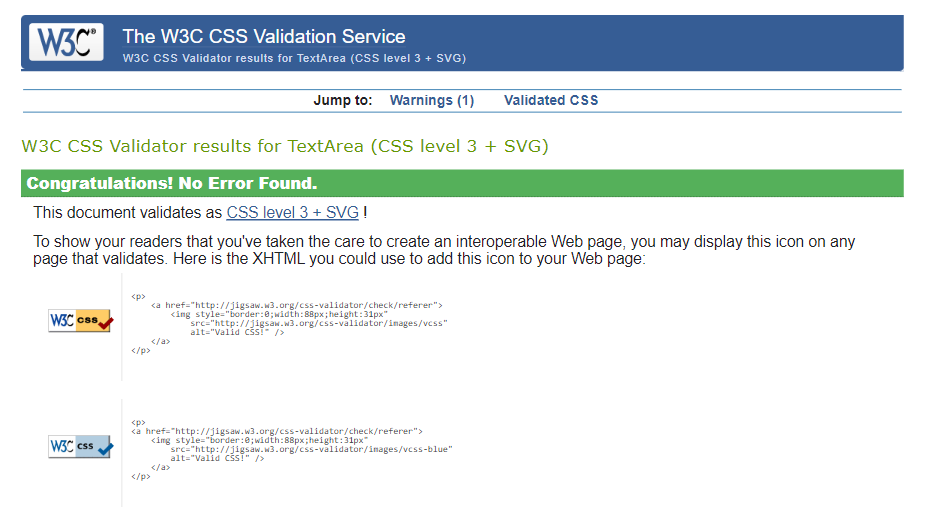 W3C® The W3C CSS Validation Service
W3C CSS Validator results for TextArea (CSS level 3 + SVG)
Jump to: Warnings (1) Validated CSS
W3C CSS Validator results for TextArea (CSS level 3 + SVG)
Congratulations! No Error Found.
This document validates as CSS level 3 + SVG !
To show your readers that you've taken the care to create an interoperable Web page, you may display this icon on any
page that validates. Here is the XHTML you could use to add this icon to your Web page:
W3C css
<p>
<a href="http://jigsaw.w3.org/css-validator/check/referer">
<img style="border:0;width:88px;height:31px"
src="http://jigsaw.w3.org/css-validator/images/vcss"
alt="Valid CSS!" />
</a>
</p>
W3C css
<p>
<a href="http://jigsaw.w3.org/css-validator/check/referer">
<img style="border:0;width:88px;height:31px"
src="http://jigsaw.w3.org/css-validator/images/vcss-blue"
alt="Valid CSS!" />
</a>
</p>